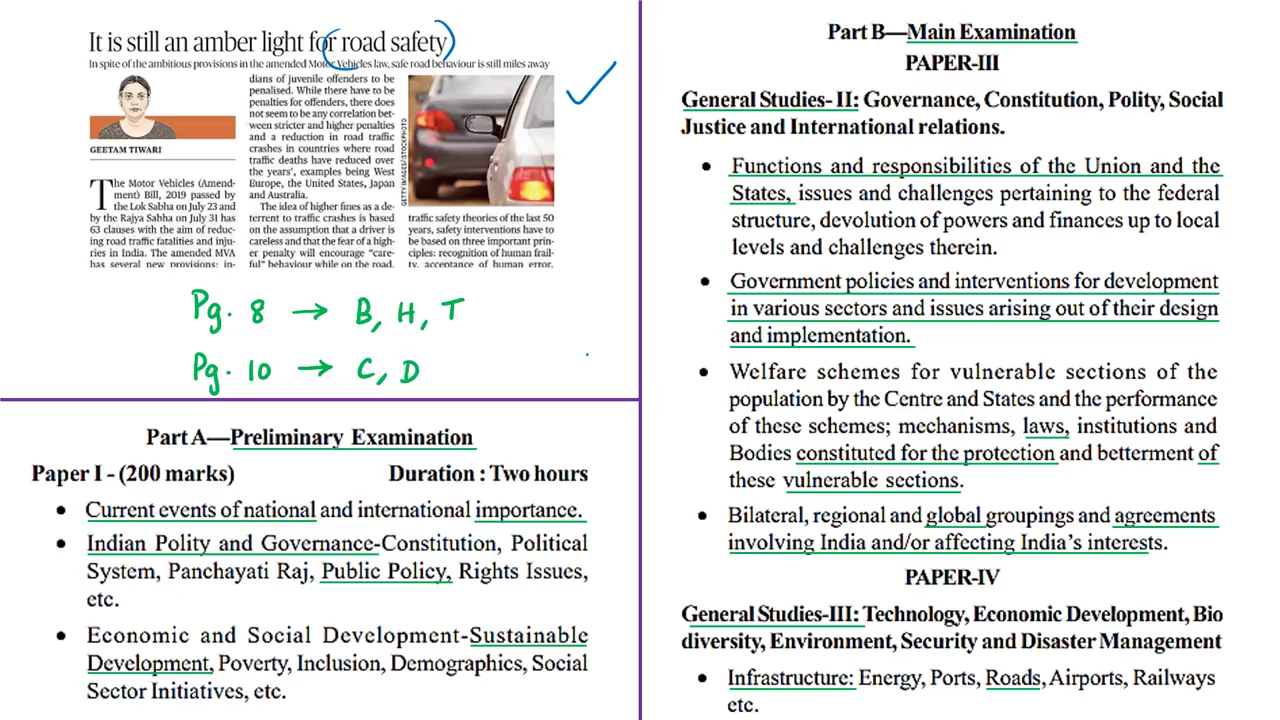 It is still an amber light for road safety
In spite of the ambitious provisions in the amended Motor Vehicles law, safe road behaviour is still miles away
GEETAM TIWARI
The Motor Vehicles (Amend-
ment) Bill, 2019 passed by
the Lok Sabha on July 23 and
by the Rajya Sabha on July 31 has
63 clauses with the aim of reduc-
ing road traffic fatalities and inju-
ries in India. The amended MVA
has several new provisions: in-
dians of juvenile offenders to be
penalised. While there have to be
penalties for offenders, there does
not seem to be any correlation bet-
ween stricter and higher penalties
and a reduction in road traffic
crashes in countries where road
traffic deaths have reduced over
the years', examples being West
Europe, the United States, Japan
and Australia.
The idea of higher fines as a de-
terrent to traffic crashes is based
on the assumption that a driver is
careless and that the fear of a high-
er penalty will encourage "care-
ful" behaviour while on the road.
GETTY IMAGES/ISTOCKPHOTO
traffic safety theories of the last 50
years, safety interventions have to
be based on three important prin-
ciples: recognition of human frail-
ty, acceptance of human error,
Pg. 8 → B, H, T
Pg. 10 → C, D
Part A—Preliminary Examination
Paper I - (200 marks) Duration : Two hours
• Current events of national and international importance.
• Indian Polity and Governance-Constitution, Political
System, Panchayati Raj, Public Policy, Rights Issues,
etc.
• Economic and Social Development-Sustainable
Development, Poverty, Inclusion, Demographics, Social
Sector Initiatives, etc.
Part B—Main Examination
PAPER-III
General Studies- II: Governance, Constitution, Polity, Social
Justice and International relations.
• Functions and responsibilities of the Union and the
States, issues and challenges pertaining to the federal
structure, devolution of powers and finances up to local
levels and challenges therein.
• Government policies and interventions for development
in various sectors and issues arising out of their design
and implementation.
• Welfare schemes for vulnerable sections of the
population by the Centre and States and the performance
of these schemes; mechanisms, laws, institutions and
Bodies constituted for the protection and betterment of
these vulnerable sections.
• Bilateral, regional and global groupings and agreements
involving India and/or affecting India's interests.
PAPER-IV
General Studies-III: Technology, Economic Development, Bio
diversity, Environment, Security and Disaster Management
• Infrastructure: Energy, Ports, Roads, Airports, Railways
etc.